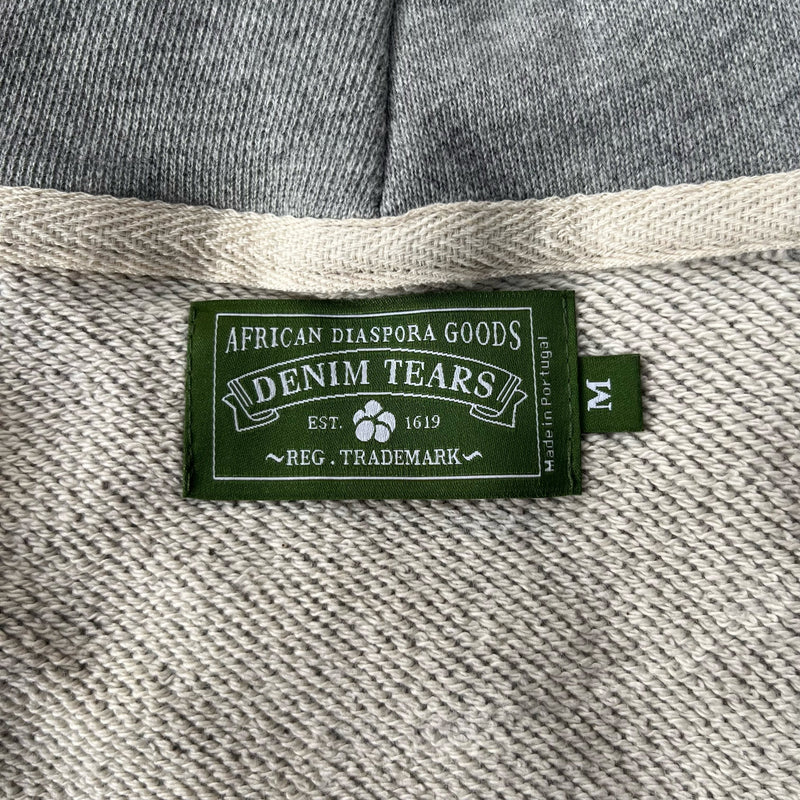 AFRICAN DIASPORA GOODS
DENIM TEARS
EST. 1619
~REG. TRADEMARK~
Made in Portugal
M